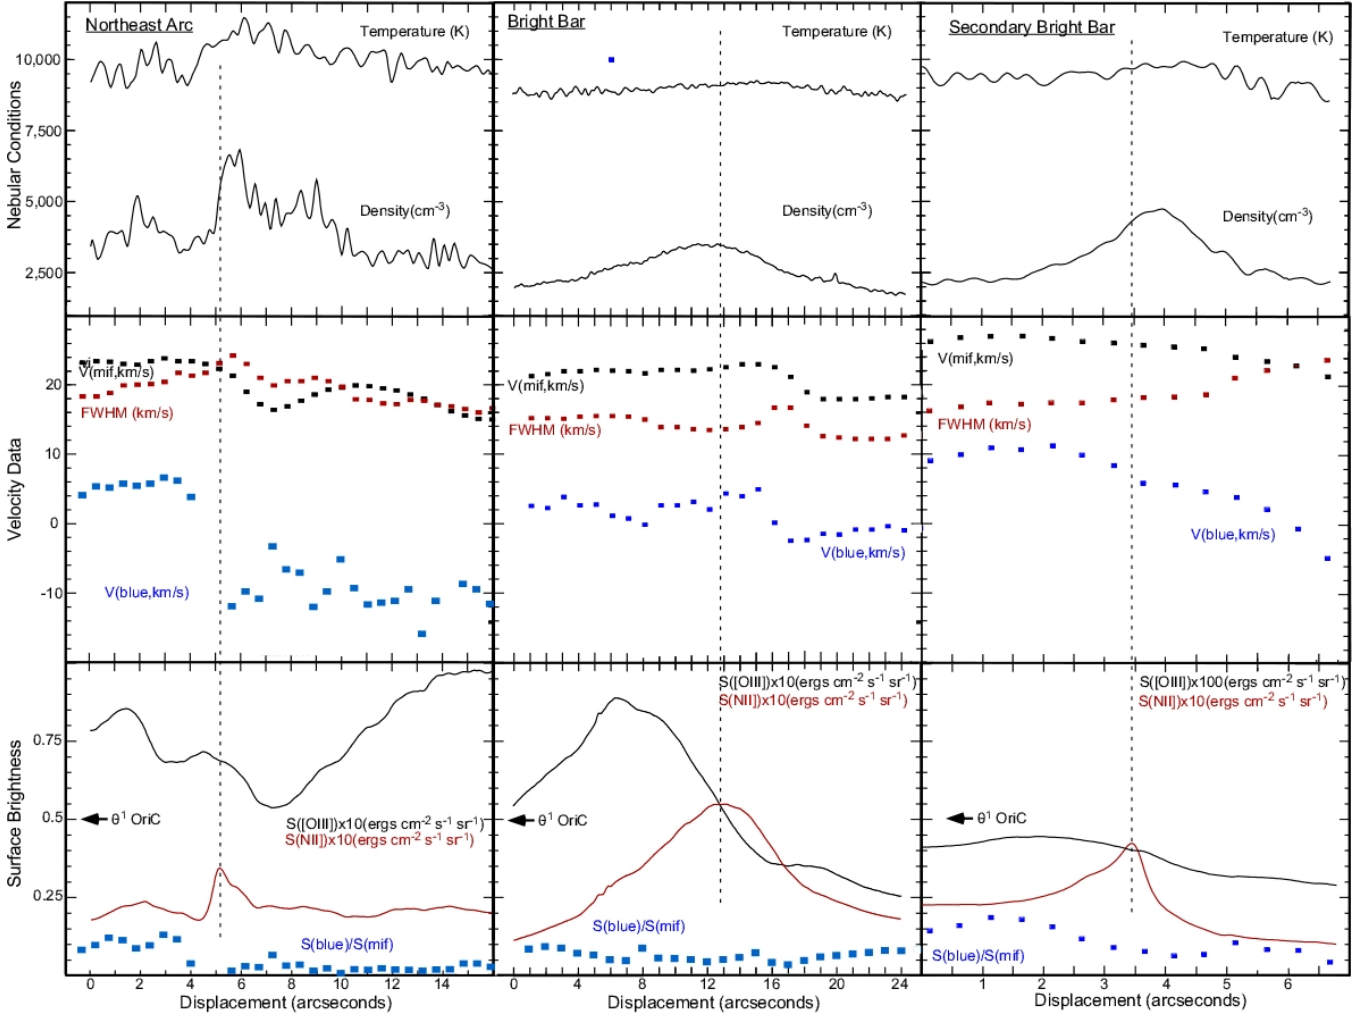 Northeast Arc
Temperature (K)
Bright Bar
Temperature (K)
Secondary Bright Bar
Temperature (K)
Nebular Conditions
10,000
7,500
5,000
2,500
Density(cm⁻³)
Density(cm⁻³)
Density(cm⁻³)
Velocity Data
20
10
0
-10
V(mif,km/s)
FWHM (km/s)
V(blue,km/s)
V(mif,km/s)
FWHM (km/s)
V(blue,km/s)
V(mif,km/s)
FWHM (km/s)
V(blue,km/s)
Surface Brightness
0.75
0.5
0.25
θ¹ OriC
S([OIII])x10(ergs cm⁻² s⁻¹ sr⁻¹)
S(NII])x10(ergs cm⁻² s⁻¹ sr⁻¹)
S(blue)/S(mif)
S([OIII])x10(ergs cm⁻² s⁻¹ sr⁻¹)
S(NII])x10(ergs cm⁻² s⁻¹ sr⁻¹)
θ¹ OriC
S(blue)/S(mif)
S([OIII])x100(ergs cm⁻² s⁻¹ sr⁻¹)
S(NII])x10(ergs cm⁻² s⁻¹ sr⁻¹)
θ¹ OriC
S(blue)/S(mif)
0 2 4 6 8 10 12 14
Displacement (arcseconds)
0 4 8 12 16 20 24
Displacement (arcseconds)
1 2 3 4 5 6
Displacement (arcseconds)